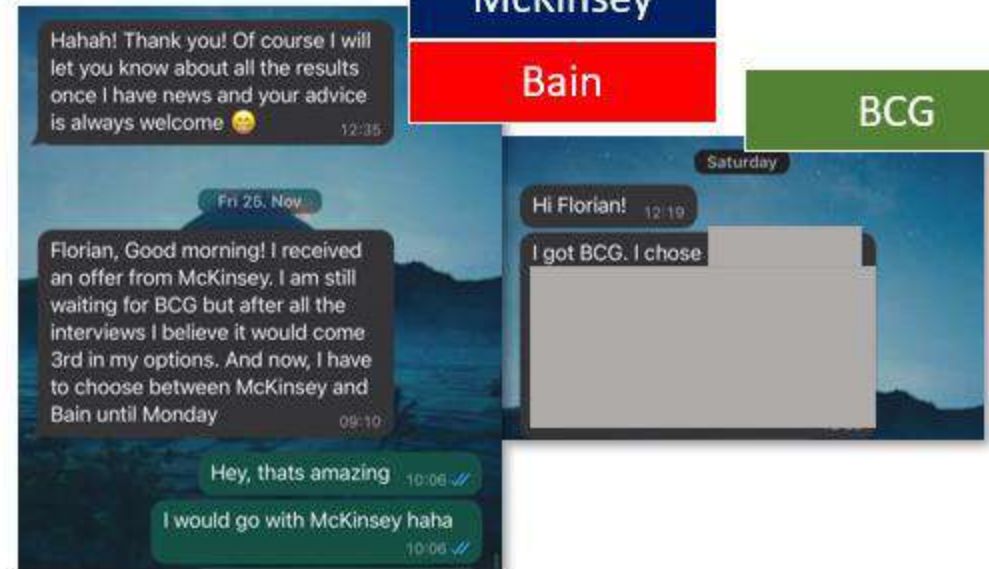 McKinsey
Bain
BCG
Hahah! Thank you! Of course I will
let you know about all the results
once I have news and your advice
is always welcome 😁
12:35
Fri 26. Nov
Florian, Good morning! I received
an offer from McKinsey. I am still
waiting for BCG but after all the
interviews I believe it would come
3rd in my options. And now, I have
to choose between McKinsey and
Bain until Monday
09:10
Hey, thats amazing 10:06
I would go with McKinsey haha
10:06
Saturday
Hi Florian! 12:19
I got BCG. I chose